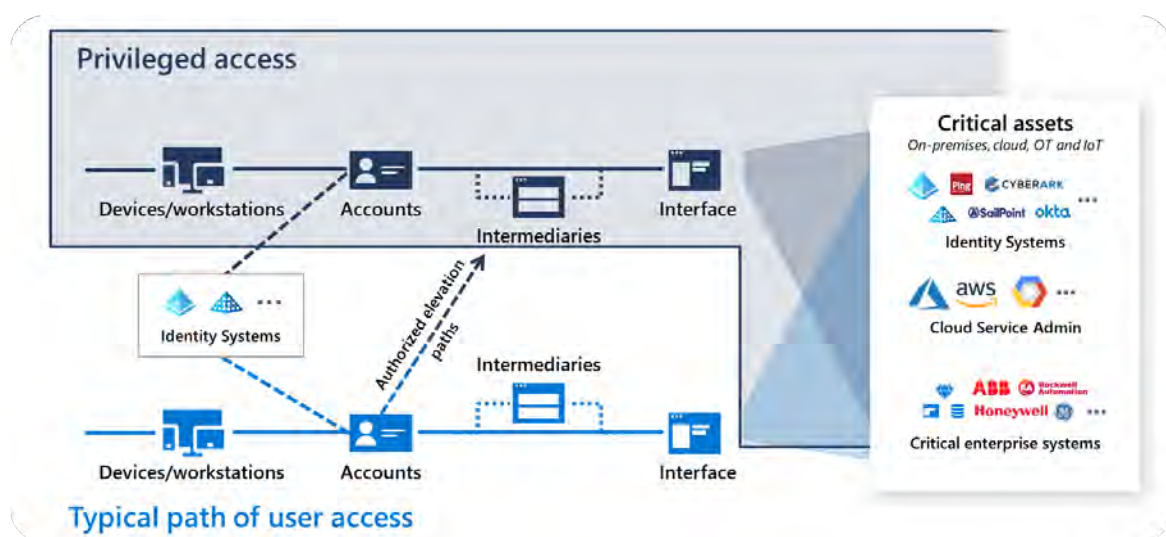 Privileged access
Devices/workstations
Accounts
Intermediaries
Interface
Identity Systems
Authorized elevation
paths
Intermediaries
Devices/workstations
Accounts
Interface
Typical path of user access
Critical assets
On-premises, cloud, OT and IoT
Ping
CYBERARK
SailPoint
okta
Identity Systems
aws
Cloud Service Admin
ABB
Rockwell
Automation
Honeywell
Critical enterprise systems